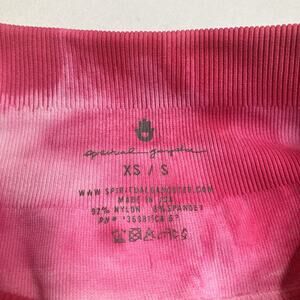 spiritual gangster
XS / S
WWW.SPIRITUALGANGSTER.COM
MADE IN USA
92% NYLON 8% SPANDEX